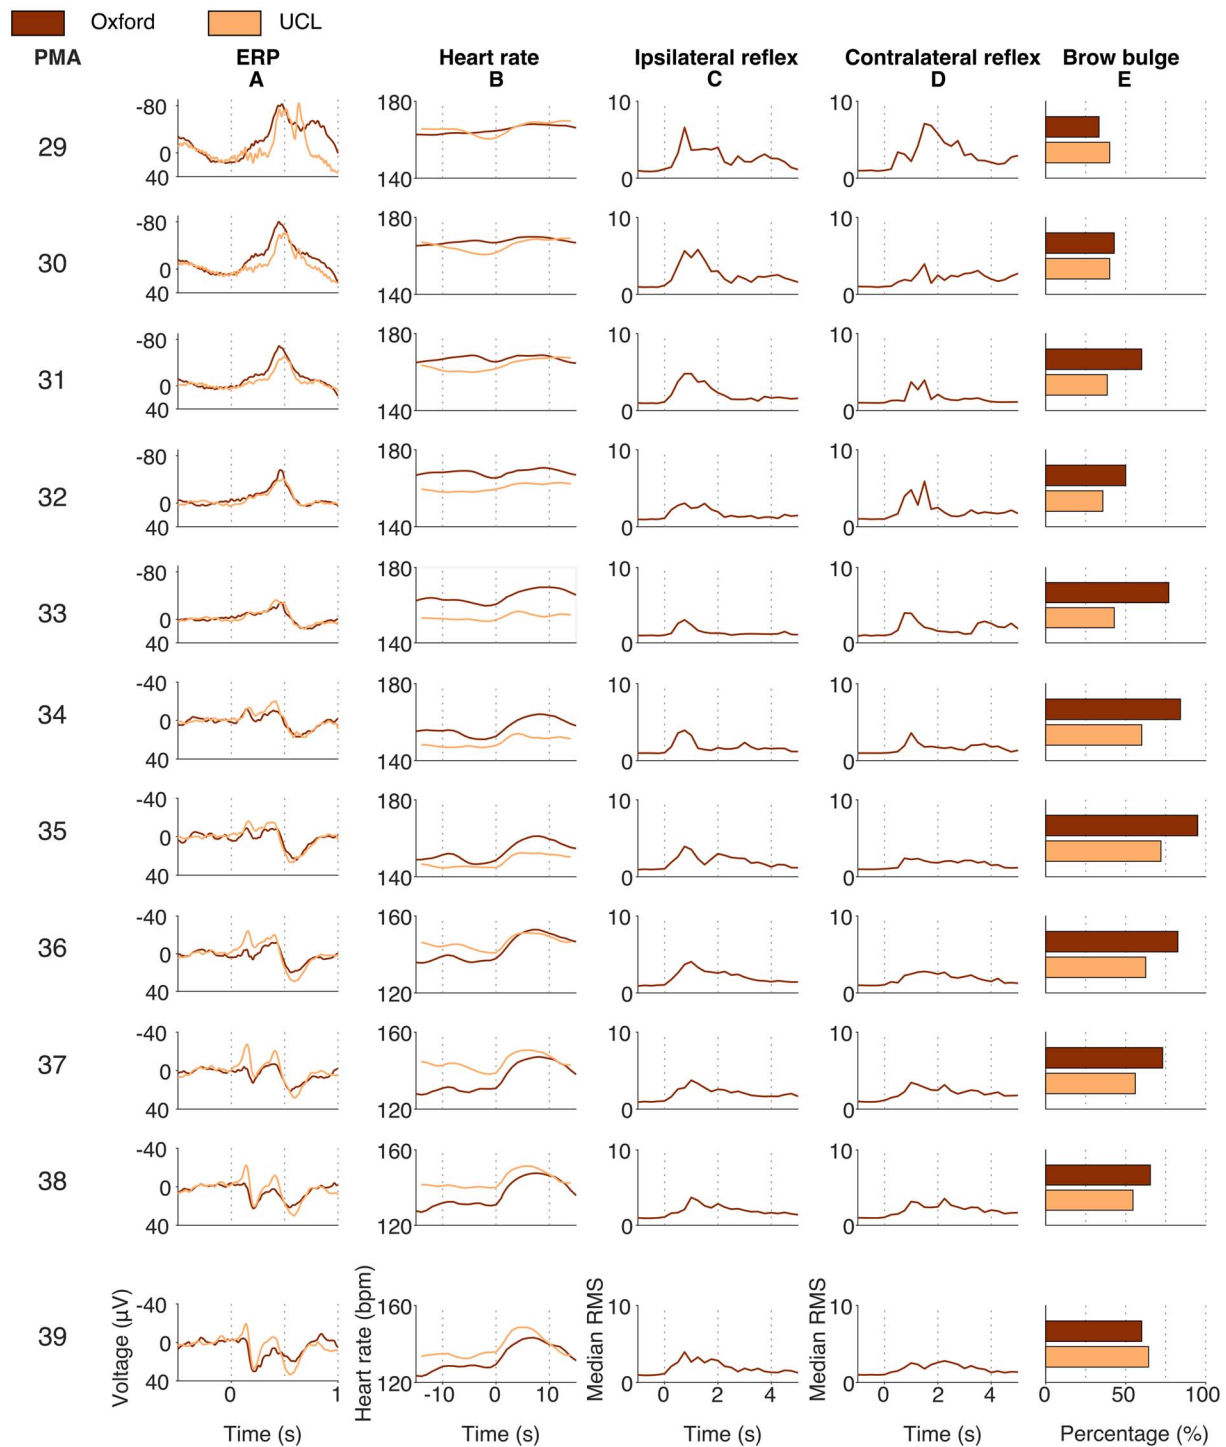 Oxford UCL
PMA ERP Heart rate Ipsilateral reflex Contralateral reflex Brow bulge
A B C D E
-80 180 10 10
29 0
40 140 0 0
-80 180 10 10
30 0
40 140 0 0
-80 180 10 10
31 0
40 140 0 0
-80 180 10 10
32 0
40 140 0 0
-80 180 10 10
33 0
40 140 0 0
-40 180 10 10
34 0
40 140 0 0
-40 180 10 10
35 0
40 140 0 0
-40 160 10 10
36 0
40 120 0 0
-40 160 10 10
37 0
40 120 0 0
-40 160 10 10
38 0
40 120 0 0
Voltage (µV) Heart rate (bpm) Median RMS Median RMS
-40 160 10 10
39 0
40 120 0 0
0 1 -10 0 10 0 2 4 0 2 4 0 50 100
Time (s) Time (s) Time (s) Time (s) Percentage (%)